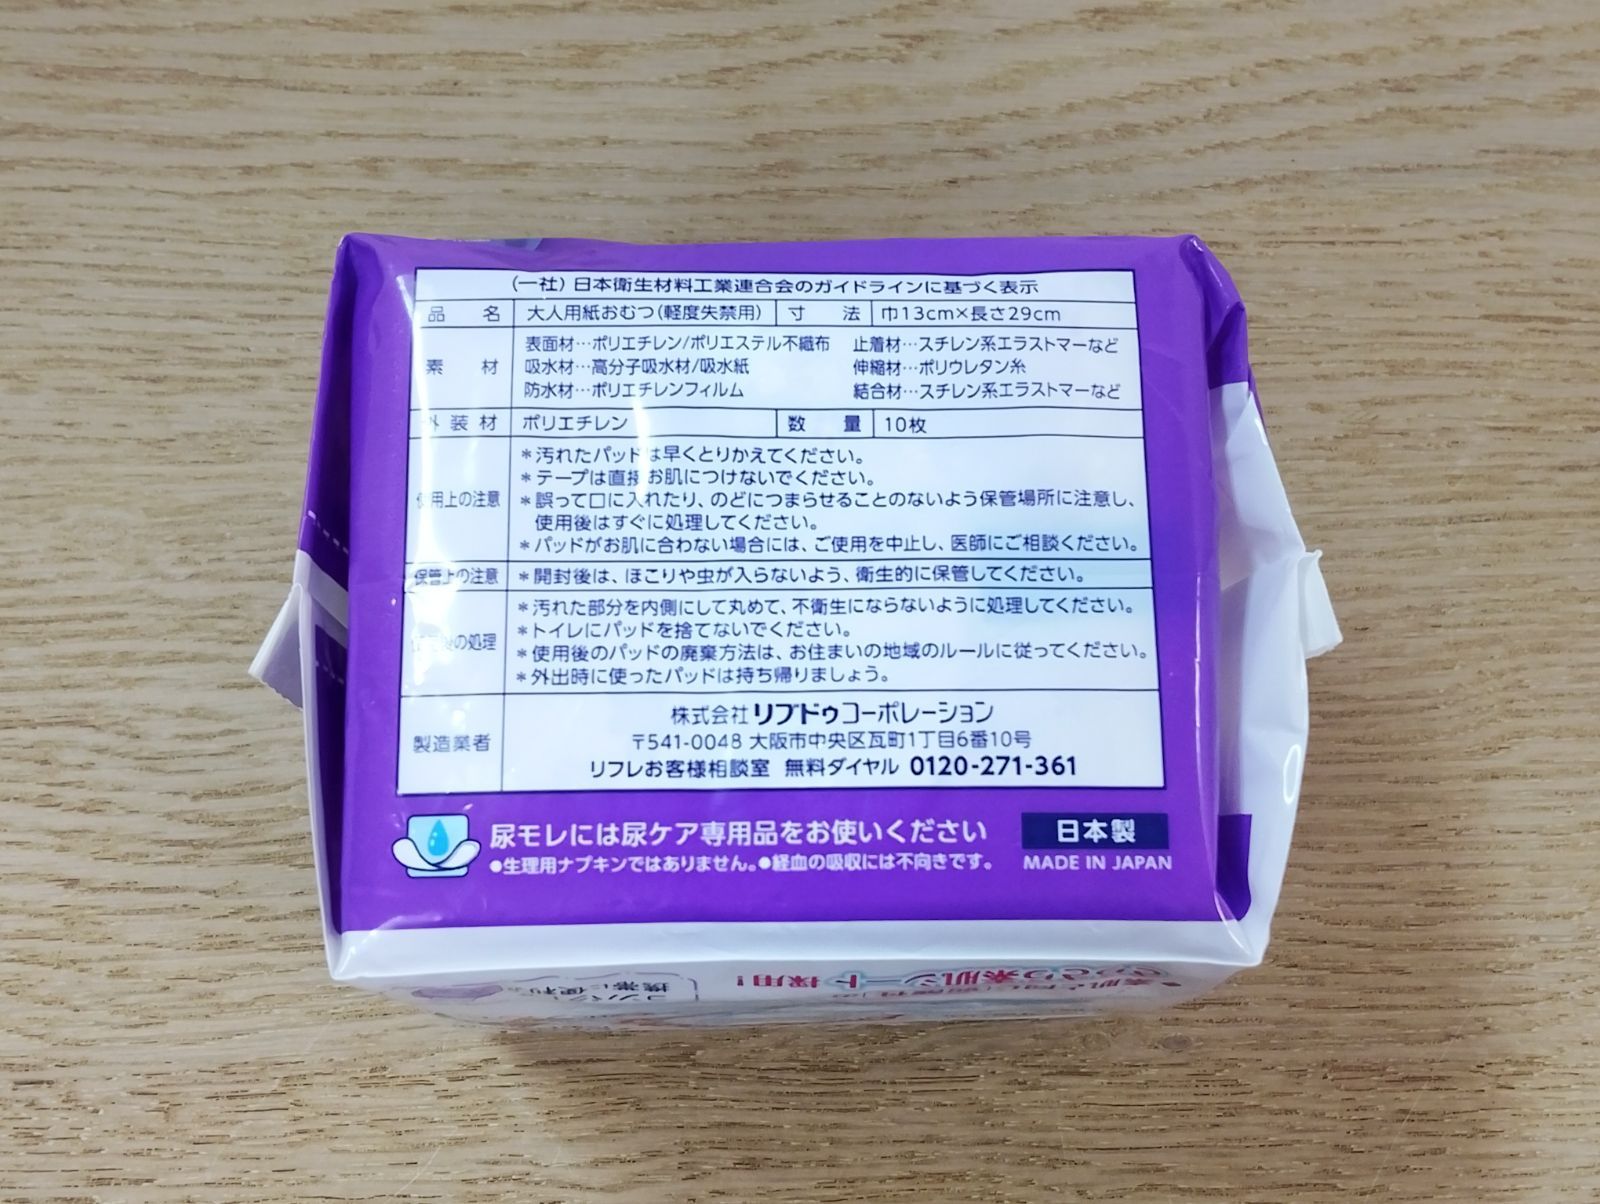 (一社)日本衛生材料工業連合会のガイドラインに基づく表示
品名 大人用紙おむつ(軽度失禁用) 寸法 巾13cm×長さ29cm
素材 表面材…ポリエチレン/ポリエステル不織布 止着材…スチレン系エラストマーなど
吸水材…高分子吸水材/吸水紙 伸縮材…ポリウレタン糸
防水材…ポリエチレンフィルム 結合材…スチレン系エラストマーなど
外装材 ポリエチレン 数量 10枚
使用上の注意
*汚れたパッドは早くとりかえてください。
*テープは直接お肌につけないでください。
*誤って口に入れたり、のどにつまらせることのないよう保管場所に注意し、
使用後はすぐに処理してください。
*パッドがお肌に合わない場合には、ご使用を中止し、医師にご相談ください。
保管上の注意 *開封後は、ほこりや虫が入らないよう、衛生的に保管してください。
使用後の処理
*汚れた部分を内側にして丸めて、不衛生にならないように処理してください。
*トイレにパッドを捨てないでください。
*使用後のパッドの廃棄方法は、お住まいの地域のルールに従ってください。
*外出時に使ったパッドは持ち帰りましょう。
製造業者
株式会社リブドゥコーポレーション
〒541-0048 大阪市中央区瓦町1丁目6番10号
リフレお客様相談室 無料ダイヤル 0120-271-361
尿モレには尿ケア専用品をお使いください
●生理用ナプキンではありません。●経血の吸収には不向きです。
日本製
MADE IN JAPAN
素肌シート採用!
コンパクト
携帯に便利